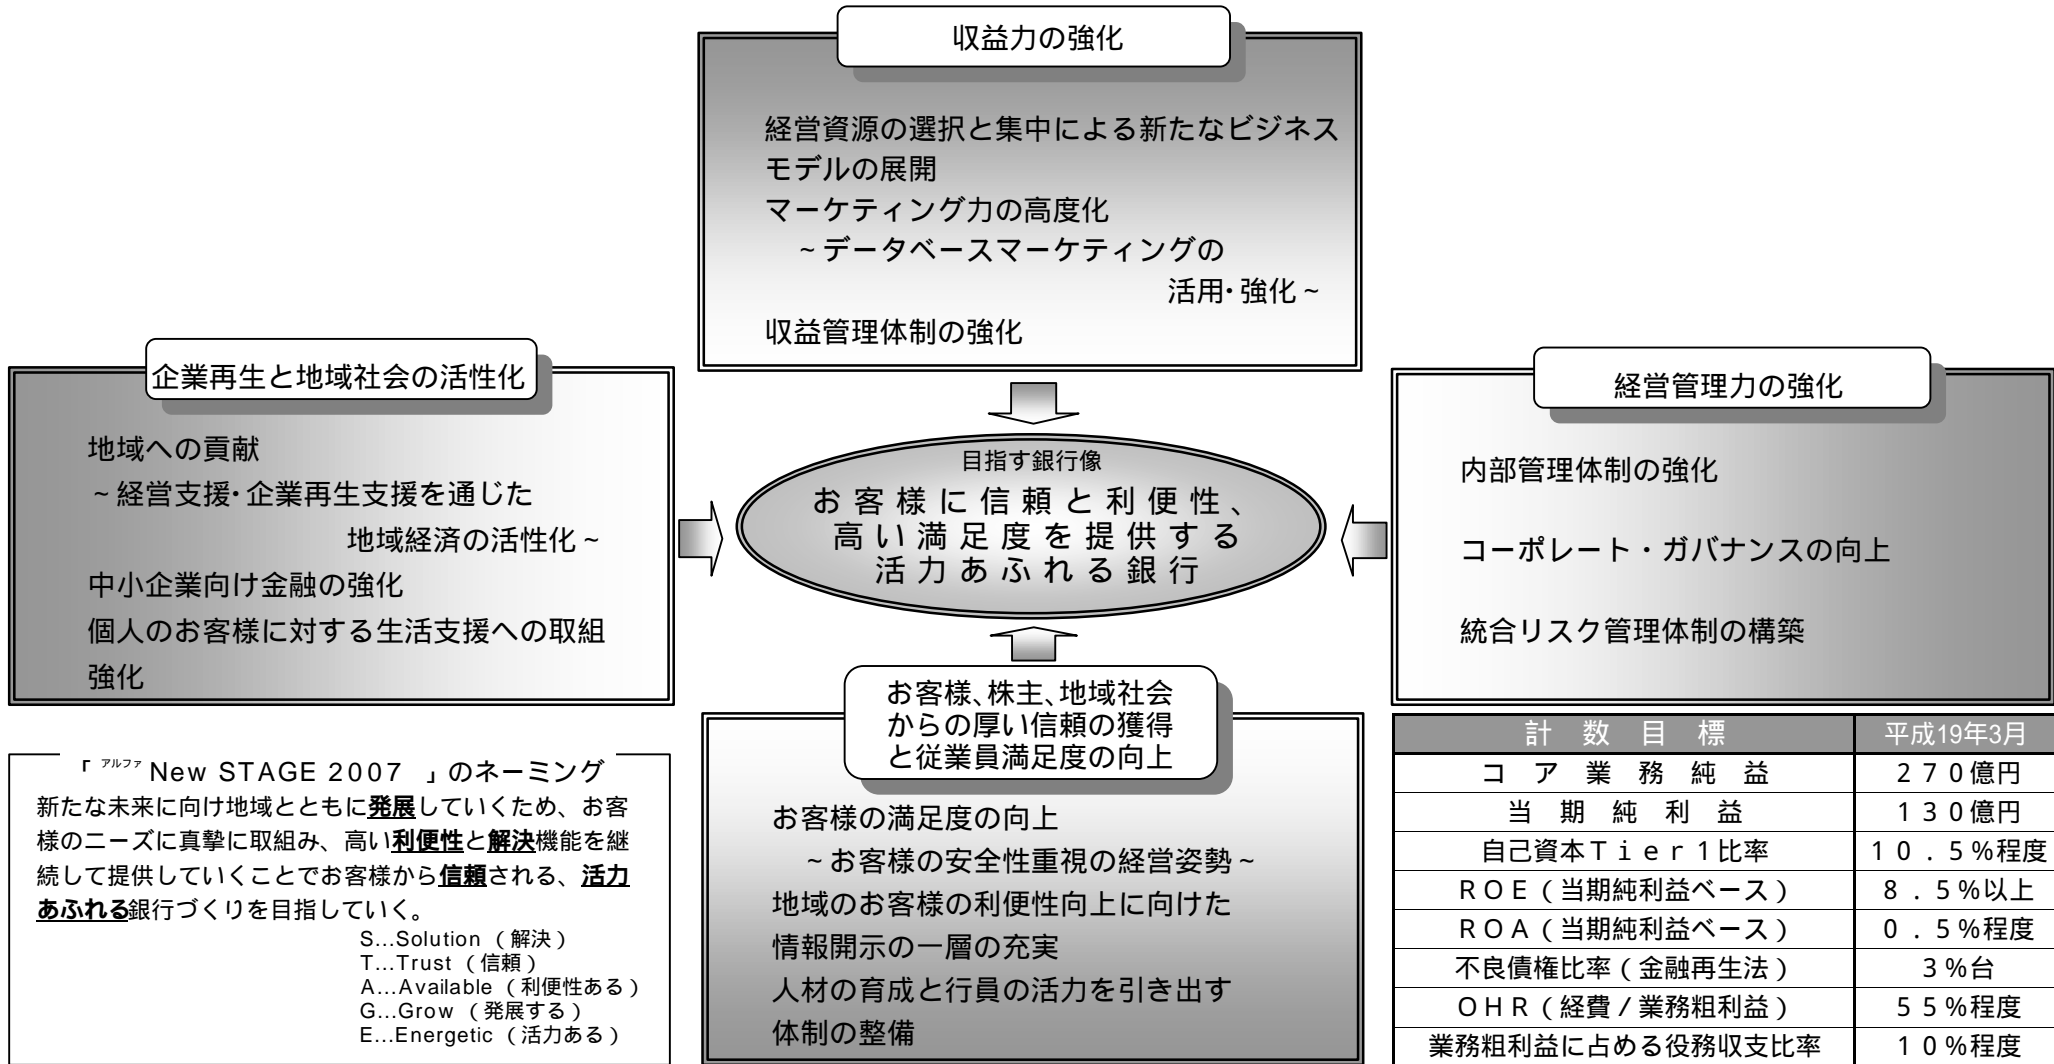 収益力の強化
経営資源の選択と集中による新たなビジネス
モデルの展開
マーケティング力の高度化
~データベースマーケティングの
活用・強化~
収益管理体制の強化
企業再生と地域社会の活性化
地域への貢献
~経営支援・企業再生支援を通じた
地域経済の活性化~
中小企業向け金融の強化
個人のお客様に対する生活支援への取組
強化
目指す銀行像
お客様に信頼と利便性、
高い満足度を提供する
活力あふれる銀行
経営管理力の強化
内部管理体制の強化
コーポレート・ガバナンスの向上
統合リスク管理体制の構築
お客様、株主、地域社会
からの厚い信頼の獲得
と従業員満足度の向上
お客様の満足度の向上
~お客様の安全性重視の経営姿勢~
地域のお客様の利便性向上に向けた
情報開示の一層の充実
人材の育成と行員の活力を引き出す
体制の整備
アルファ
「 New STAGE 2007 」のネーミング
新たな未来に向け地域とともに発展していくため、お客
様のニーズに真摯に取組み、高い利便性と解決機能を継
続して提供していくことでお客様から信頼される、活力
あふれる銀行づくりを目指していく。
S...Solution (解決)
T...Trust (信頼)
A...Available (利便性ある)
G...Grow (発展する)
E...Energetic (活力ある)
計数目標 平成19年3月
コア業務純益 270億円
当期純利益 130億円
自己資本Tier1比率 10.5%程度
ROE(当期純利益ベース) 8.5%以上
ROA(当期純利益ベース) 0.5%程度
不良債権比率(金融再生法) 3%台
OHR(経費/業務粗利益) 55%程度
業務粗利益に占める役務収支比率 10%程度